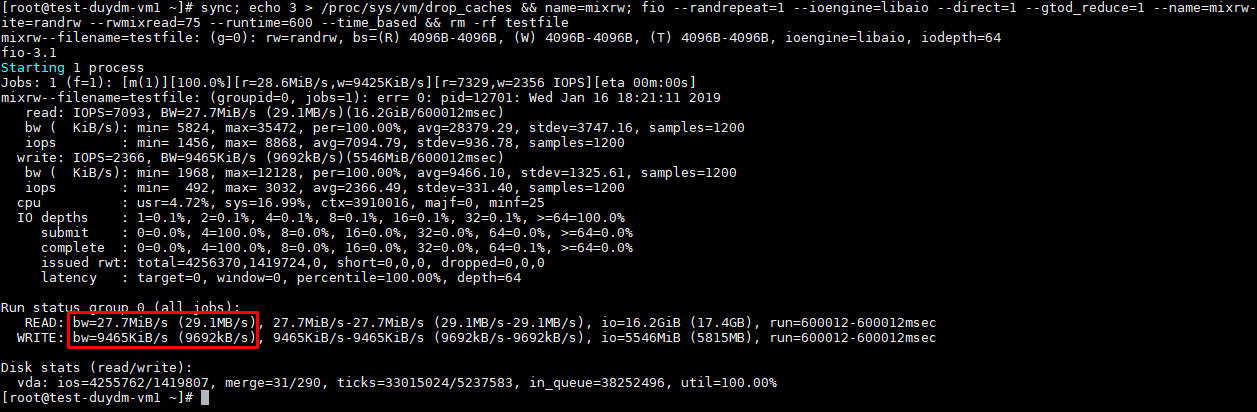 [root@test-duydm-vm1 ~]# sync; echo 3 > /proc/sys/vm/drop_caches && name=mixrw; fio --randrepeat=1 --ioengine=libaio --direct=1 --gtod_reduce=1 --name=mixrw-
ite=randrw --rwmixread=75 --runtime=600 --time_based && rm -rf testfile
mixrw--filename=testfile: (g=0): rw=randrw, bs=(R) 4096B-4096B, (W) 4096B-4096B, (T) 4096B-4096B, ioengine=libaio, iodepth=64
fio-3.1
Starting 1 process
Jobs: 1 (f=1): [m(1)][100.0%][r=28.6MiB/s,w=9425KiB/s][r=7329,w=2356 IOPS][eta 00m:00s]
mixrw--filename=testfile: (groupid=0, jobs=1): err= 0: pid=12701: Wed Jan 16 18:21:11 2019
read: IOPS=7093, BW=27.7MiB/s (29.1MB/s)(16.2GiB/600012msec)
bw (  KiB/s): min= 5824, max=35472, per=100.00%, avg=28379.29, stdev=3747.16, samples=1200
iops        : min= 1456, max= 8868, avg=7094.79, stdev=936.78, samples=1200
write: IOPS=2366, BW=9465KiB/s (9692kB/s)(5546MiB/600012msec)
bw (  KiB/s): min= 1968, max=12128, per=100.00%, avg=9466.10, stdev=1325.61, samples=1200
iops        : min=  492, max= 3032, avg=2366.49, stdev=331.40, samples=1200
cpu          : usr=4.72%, sys=16.99%, ctx=3910016, majf=0, minf=25
IO depths    : 1=0.1%, 2=0.1%, 4=0.1%, 8=0.1%, 16=0.1%, 32=0.1%, >=64=100.0%
submit    : 0=0.0%, 4=100.0%, 8=0.0%, 16=0.0%, 32=0.0%, 64=0.0%, >=64=0.0%
complete  : 0=0.0%, 4=100.0%, 8=0.0%, 16=0.0%, 32=0.0%, 64=0.1%, >=64=0.0%
issued rwt: total=4256370,1419724,0, short=0,0,0, dropped=0,0,0
latency   : target=0, window=0, percentile=100.00%, depth=64
Run status group 0 (all jobs):
READ: bw=27.7MiB/s (29.1MB/s), 27.7MiB/s-27.7MiB/s (29.1MB/s-29.1MB/s), io=16.2GiB (17.4GB), run=600012-600012msec
WRITE: bw=9465KiB/s (9692kB/s), 9465KiB/s-9465KiB/s (9692kB/s-9692kB/s), io=5546MiB (5815MB), run=600012-600012msec
Disk stats (read/write):
vda: ios=4255762/1419807, merge=31/290, ticks=33015024/5237583, in_queue=38252496, util=100.00%
[root@test-duydm-vm1 ~]#